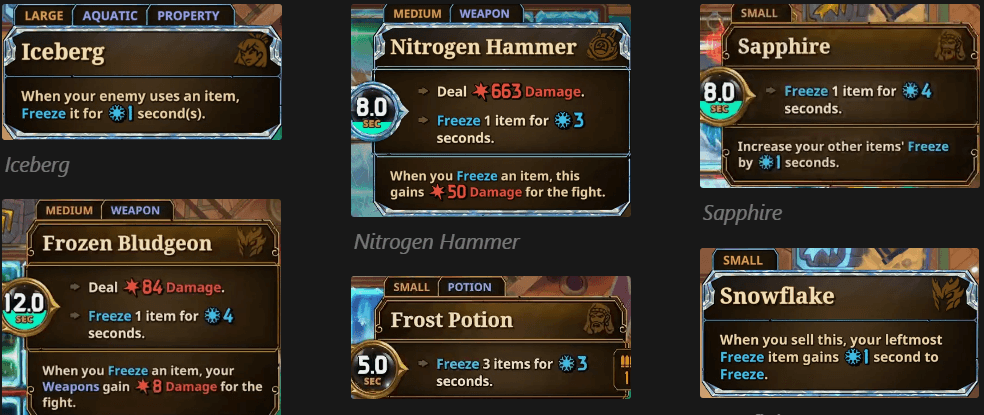 LARGE AQUATIC PROPERTY
Iceberg
When your enemy uses an item,
Freeze it for 1 second(s).
Iceberg
MEDIUM WEAPON
Frozen Bludgeon
12.0
SEC
Deal 84 Damage.
Freeze 1 item for 4
seconds.
When you Freeze an item, your
Weapons gain 8 Damage for the
fight.
MEDIUM WEAPON
Nitrogen Hammer
8.0
SEC
Deal 663 Damage.
Freeze 1 item for 3
seconds.
When you Freeze an item, this
gains 50 Damage for the fight.
Nitrogen Hammer
SMALL POTION
Frost Potion
5.0
SEC
Freeze 3 items for 3
seconds.
1
SMALL
Sapphire
8.0
SEC
Freeze 1 item for 4
seconds.
Increase your other items' Freeze
by 1 seconds.
Sapphire
SMALL
Snowflake
When you sell this, your leftmost
Freeze item gains 1 second to
Freeze.